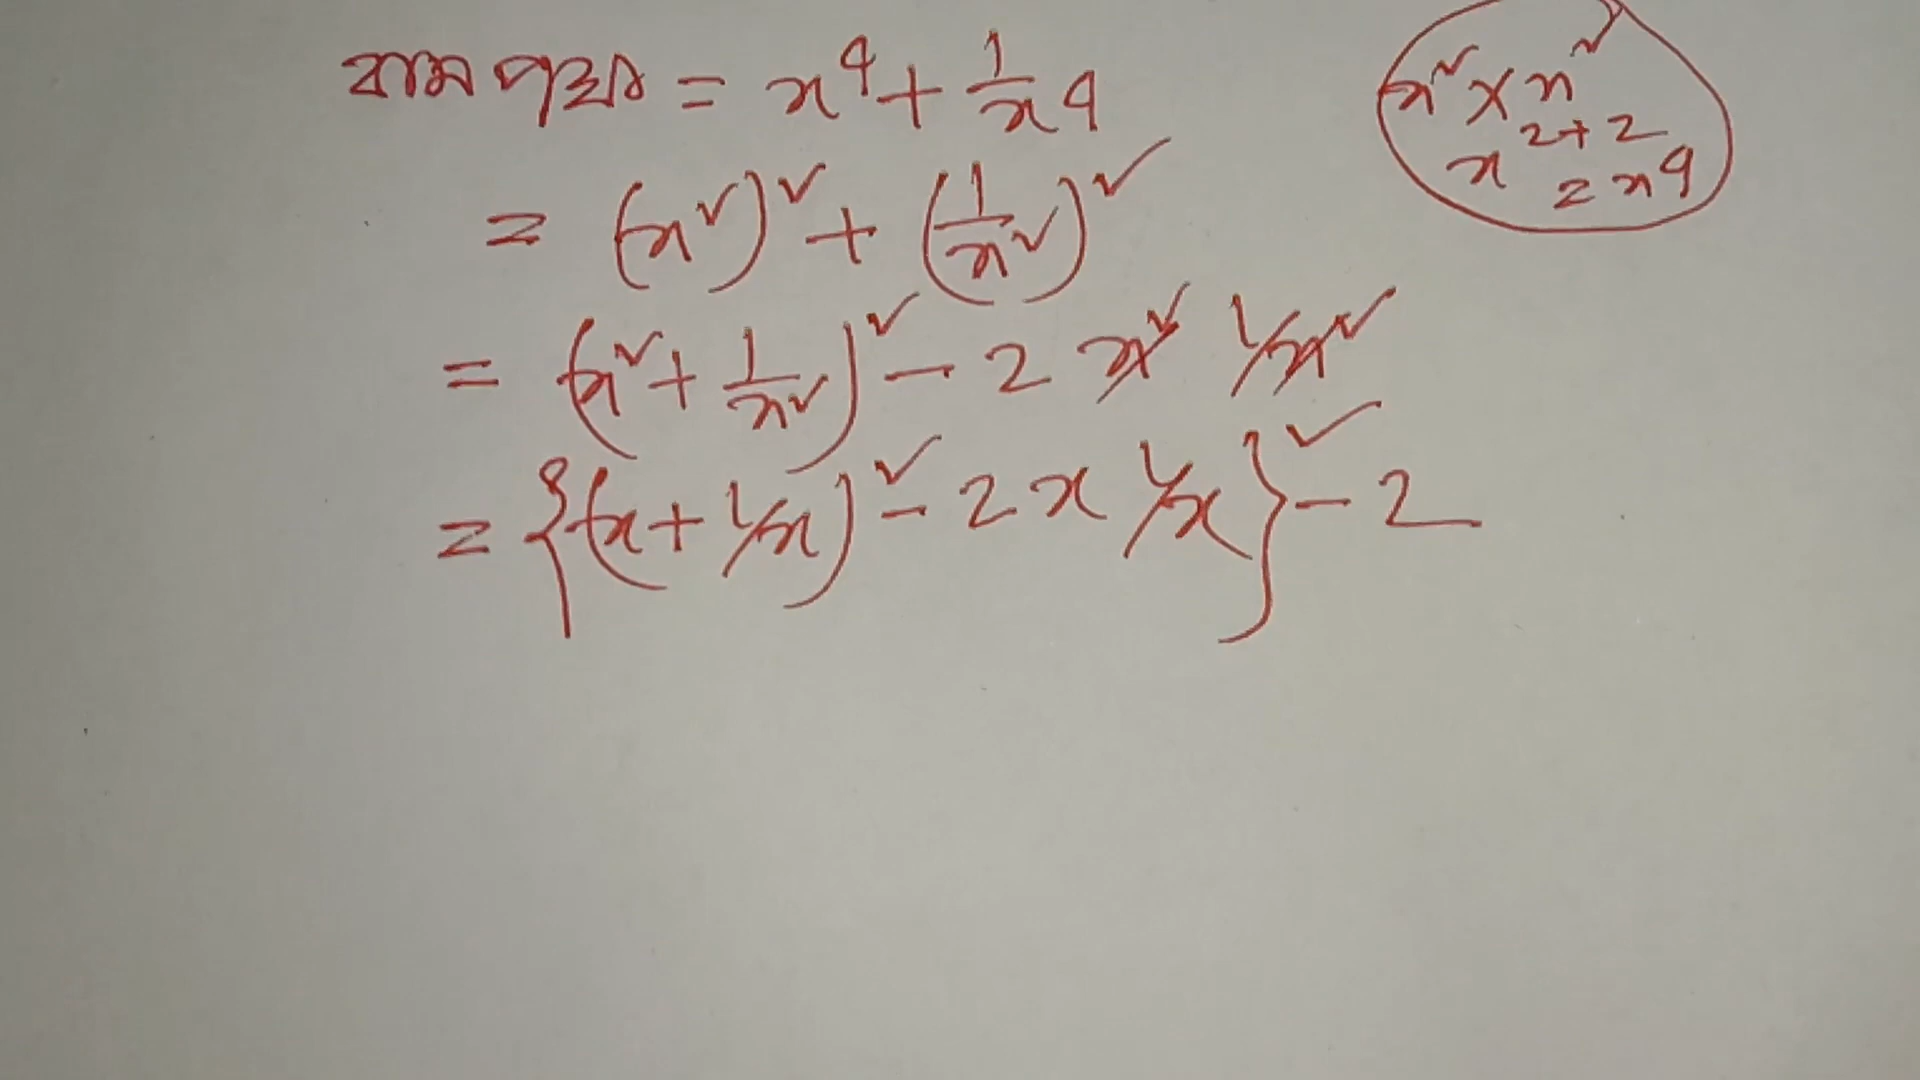 বাম পক্ষ = x⁴ + 1/x⁴
= (x²)² + (1/x²)²
= (x² + 1/x²)² - 2 x² 1/x²
= {(x + 1/x)² - 2 x 1/x}² - 2
x² × x²
x²⁺²
= x⁴